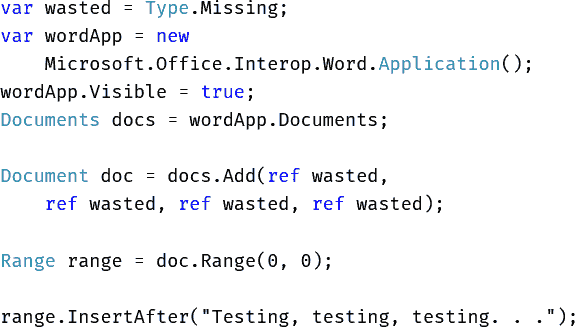 var wasted = Type.Missing;
var wordApp = new
    Microsoft.Office.Interop.Word.Application();
wordApp.Visible = true;
Documents docs = wordApp.Documents;

Document doc = docs.Add(ref wasted,
    ref wasted, ref wasted, ref wasted);

Range range = doc.Range(0, 0);

range.InsertAfter("Testing, testing, testing. . .");